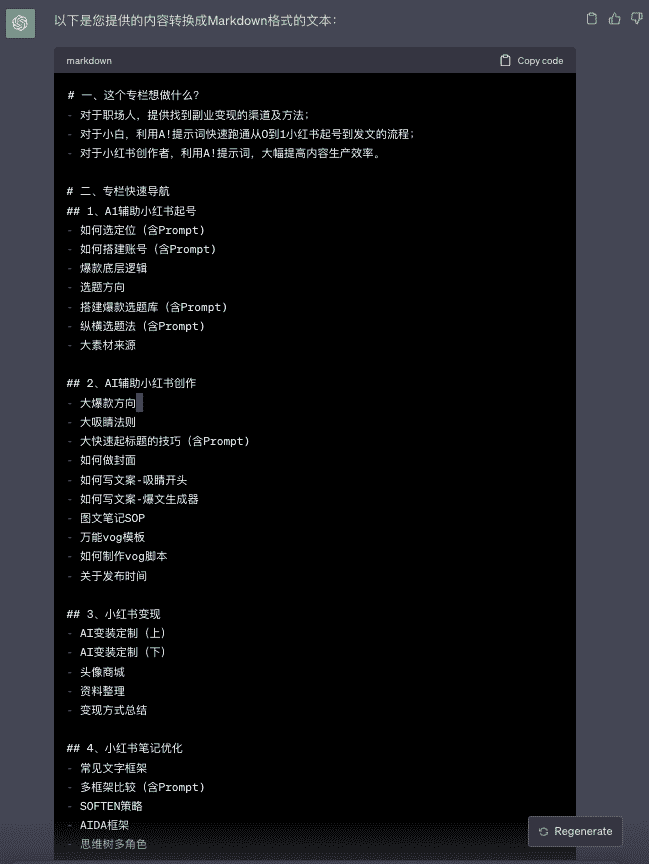 以下是您提供的内容转换成Markdown格式的文本：
markdown
Copy code
# 一、这个专栏想做什么？
- 对于职场人，提供找到副业变现的渠道及方法；
- 对于小白，利用A!提示词快速跑通从0到1小红书起号到发文的流程；
- 对于小红书创作者，利用A!提示词，大幅提高内容生产效率。
# 二、专栏快速导航
## 1、A1辅助小红书起号
- 如何选定位（含Prompt)
- 如何搭建账号（含Prompt)
- 爆款底层逻辑
- 选题方向
- 搭建爆款选题库（含Prompt)
- 纵横选题法（含Prompt)
- 大素材来源
## 2、AI辅助小红书创作
- 大爆款方向
- 大吸睛法则
- 大快速起标题的技巧（含Prompt)
- 如何做封面
- 如何写文案-吸睛开头
- 如何写文案-爆文生成器
- 图文笔记SOP
- 万能vog模板
- 如何制作vog脚本
- 关于发布时间
## 3、小红书变现
- AI变装定制（上）
- AI变装定制（下）
- 头像商城
- 资料整理
- 变现方式总结
## 4、小红书笔记优化
- 常见文字框架
- 多框架比较（含Prompt)
- SOFTEN策略
- AIDA框架
- 思维树多角色
Regenerate